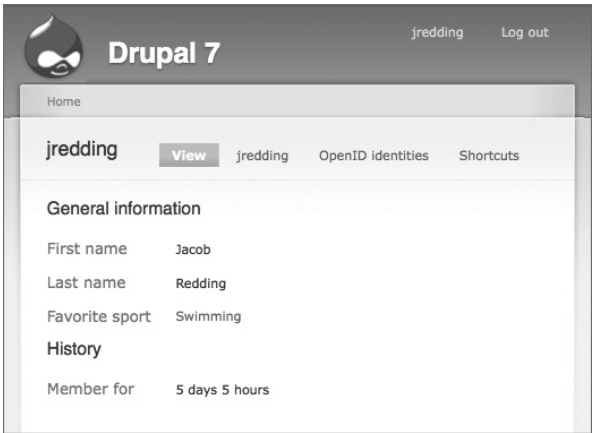 jredding Log out
Drupal 7
Home
jredding View jredding OpenID identities Shortcuts
General information
First name Jacob
Last name Redding
Favorite sport Swimming
History
Member for 5 days 5 hours